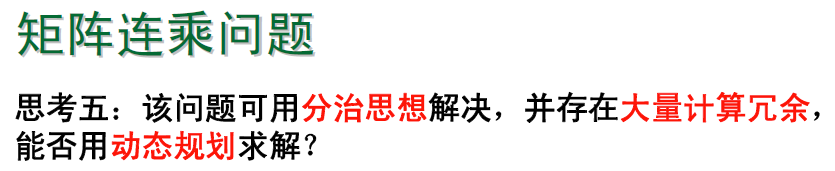 矩阵连乘问题
思考五：该问题可用分治思想解决，并存在大量计算冗余，
能否用动态规划求解？